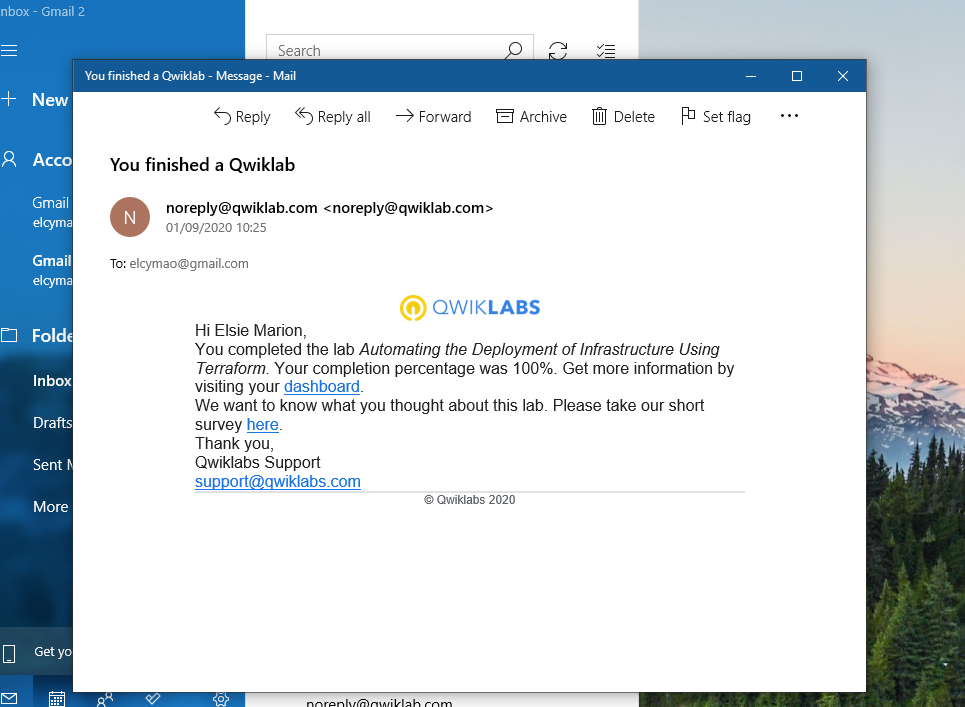 nbox - Gmail 2
Search
You finished a Qwiklab - Message - Mail
New
Reply
Reply all
Forward
Archive
Delete
Set flag
Acco
You finished a Qwiklab
Gmail
elcyma
N
noreply@qwiklab.com <noreply@qwiklab.com>
01/09/2020 10:25
Gmail
elcyma
To: elcymao@gmail.com
QWIKLABS
Folde
Hi Elsie Marion,
You completed the lab Automating the Deployment of Infrastructure Using
Terraform. Your completion percentage was 100%. Get more information by
visiting your dashboard.
We want to know what you thought about this lab. Please take our short
survey here.
Thank you,
Qwiklabs Support
support@qwiklabs.com
© Qwiklabs 2020
Inbox
Drafts
Sent M
More
Get yo
noreply@qwiklab.com